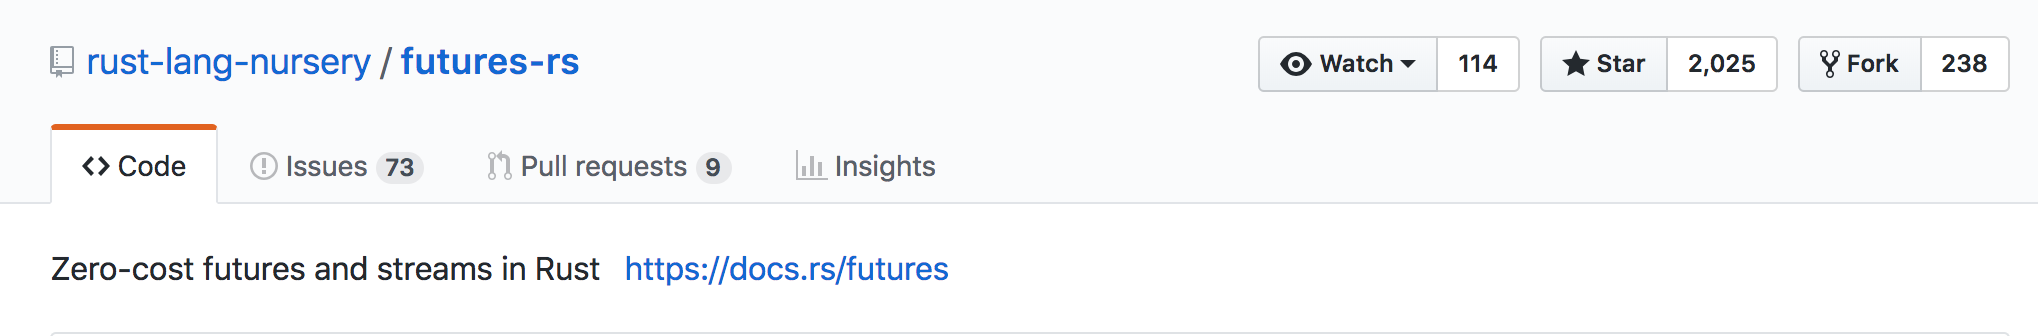 rust-lang-nursery / futures-rs Watch 114 Star 2,025 Fork 238
Code Issues 73 Pull requests 9 Insights
Zero-cost futures and streams in Rust https://docs.rs/futures